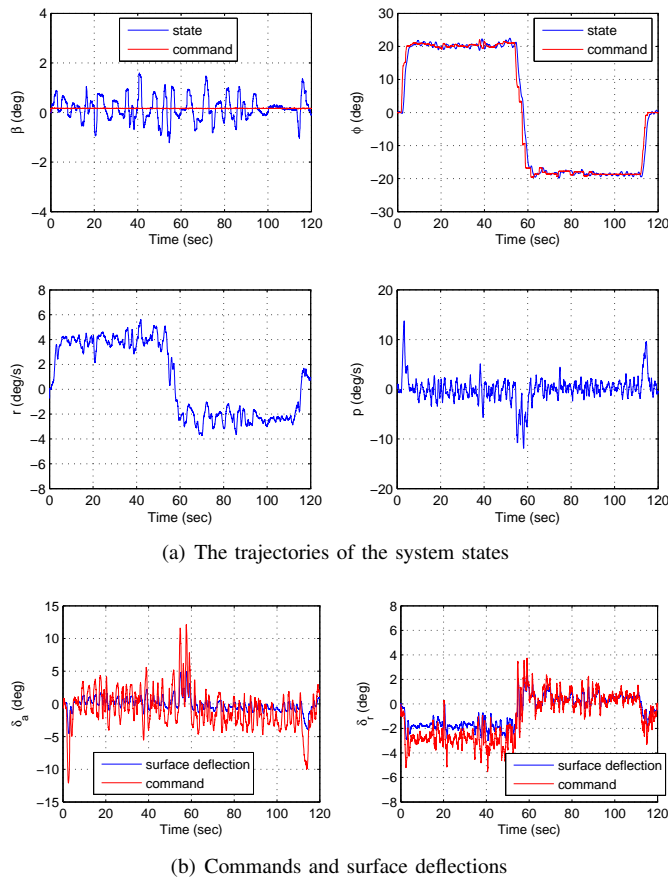 4
2
0
−2
−4
0 20 40 60 80 100 120
Time (sec)
β (deg)
state
command
30
20
10
0
−10
−20
−30
0 20 40 60 80 100 120
Time (sec)
ϕ (deg)
state
command
8
6
4
2
0
−2
−4
−6
−8
0 20 40 60 80 100 120
Time (sec)
r (deg/s)
20
10
0
−10
−20
0 20 40 60 80 100 120
Time (sec)
p (deg/s)
(a) The trajectories of the system states
15
10
5
0
−5
−10
−15
0 20 40 60 80 100 120
Time (sec)
δa (deg)
surface deflection
command
8
6
4
2
0
−2
−4
−6
−8
0 20 40 60 80 100 120
Time (sec)
δr (deg)
surface deflection
command
(b) Commands and surface deflections